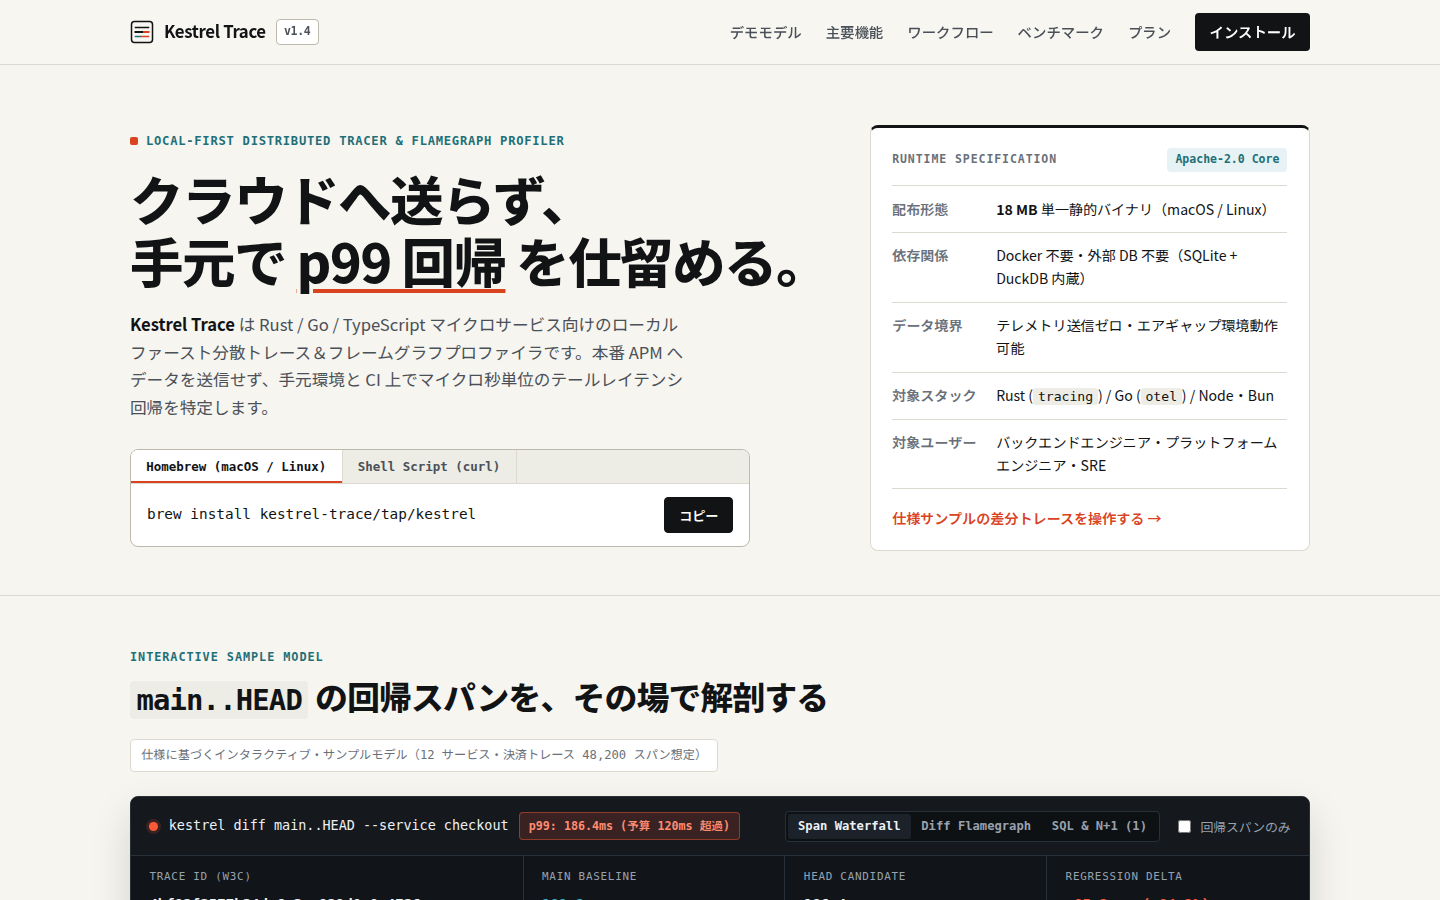 Kestrel Trace v1.4 デモモデル 主要機能 ワークフロー ベンチマーク プラン インストール
LOCAL-FIRST DISTRIBUTED TRACER & FLAMEGRAPH PROFILER
クラウドへ送らず、
手元で p99 回帰 を仕留める。
Kestrel Trace は Rust / Go / TypeScript マイクロサービス向けのローカル
ファースト分散トレース＆フレームグラフプロファイラです。本番 APM へ
データを送信せず、手元環境と CI 上でマイクロ秒単位のテールレイテンシ
回帰を特定します。
Homebrew (macOS / Linux) Shell Script (curl)
brew install kestrel-trace/tap/kestrel コピー
RUNTIME SPECIFICATION Apache-2.0 Core
配布形態 18 MB 単一静的バイナリ（macOS / Linux）
依存関係 Docker 不要・外部 DB 不要（SQLite +
DuckDB 内蔵）
データ境界 テレメトリ送信ゼロ・エアギャップ環境動作
可能
対象スタック Rust (tracing) / Go (otel) / Node・Bun
対象ユーザー バックエンドエンジニア・プラットフォーム
エンジニア・SRE
仕様サンプルの差分トレースを操作する →
INTERACTIVE SAMPLE MODEL
main..HEAD の回帰スパンを、その場で解剖する
仕様に基づくインタラクティブ・サンプルモデル（12 サービス・決済トレース 48,200 スパン想定）
kestrel diff main..HEAD --service checkout p99: 186.4ms (予算 120ms 超過) Span Waterfall Diff Flamegraph SQL & N+1 (1) 回帰スパンのみ
TRACE ID (W3C) MAIN BASELINE HEAD CANDIDATE REGRESSION DELTA